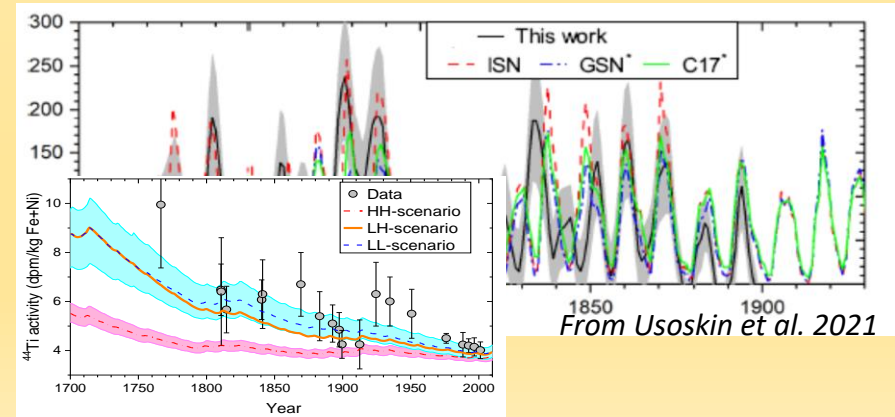 300
250
200
150
This work
ISN GSN* C17*
10
8
6
4
⁴⁴Ti activity (dpm/kg Fe+Ni)
Data
HH-scenario
LH-scenario
LL-scenario
1700 1750 1800 1850 1900 1950 2000
Year
1850 1900
From Usoskin et al. 2021